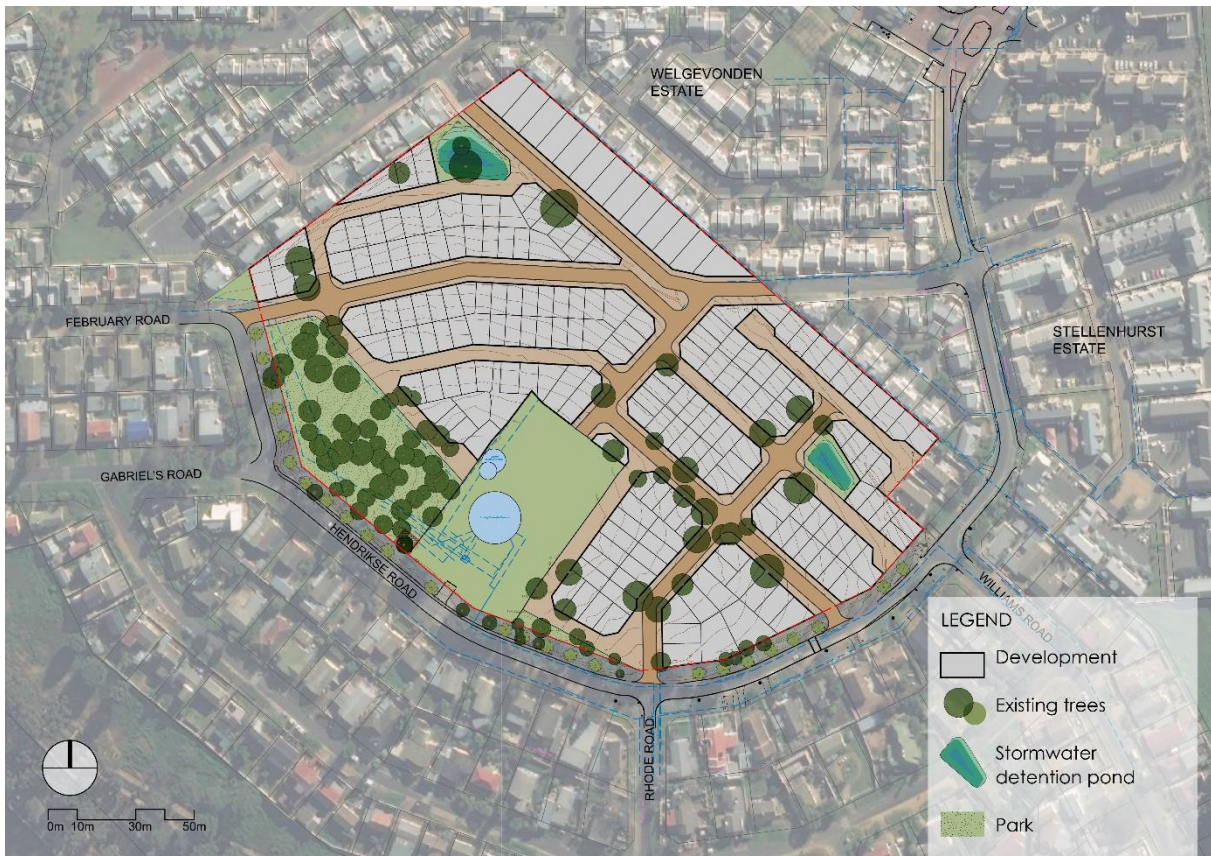 WELGEVONDEN
ESTATE
FEBRUARY ROAD
STELLENHURST
ESTATE
GABRIEL'S ROAD
HENDRIKSE ROAD
WILLIAMS ROAD
RHODE ROAD
LEGEND
Development
Existing trees
Stormwater
detention pond
Park
0m 10m 30m 50m